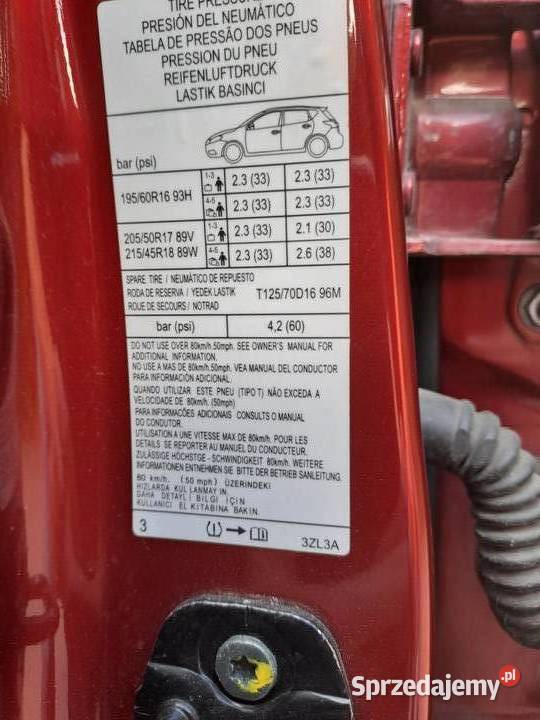 TIRE PRESSURE
PRESIÓN DEL NEUMÁTICO
TABELA DE PRESSÃO DOS PNEUS
PRESSION DU PNEU
REIFENLUFTDRUCK
LASTIK BASINCI
bar (psi)
195/60R16 93H 1-3 2.3 (33) 2.3 (33)
4-5 2.3 (33) 2.3 (33)
205/50R17 89V 1-3 2.3 (33) 2.1 (30)
215/45R18 89W 4-5 2.3 (33) 2.6 (38)
SPARE TIRE / NEUMÁTICO DE REPUESTO
RODA DE RESERVA / YEDEK LASTIK
ROUE DE SECOURS / NOTRAD
T125/70D16 96M
bar (psi) 4,2 (60)
DO NOT USE OVER 80km/h.50mph. SEE OWNER'S MANUAL FOR
ADDITIONAL INFORMATION.
NO USE A MAS DE 80km/h.50mph. VEA MANUAL DEL CONDUCTOR
PARA INFORMACIÓN ADICIONAL.
QUANDO UTILIZAR ESTE PNEU (TIPO T) NÃO EXCEDA A
VELOCIDADE DE 80km/h. (50mph)
PARA INFORMACÕES ADICIONAIS CONSULTS O MANUAL
DO CONDUTOR.
UTILISATION A UNE VITESSE MAX DE 80km/h. POUR LES
DETAILS SE REPORTER AU MANUEL DU CONDUCTEUR.
ZULÄSSIGE HÖCHSTGE - SCHWINDIGKEIT 80km/h. WEITERE
INFORMATIONEN ENTNEHMEN SIE BITTE DER BETRIEB SANLEITUNG.
80 km/h. (50 mph) ÜZERINDEKI
HIZLARDA KULLANMAYIN.
DAHA DETAYLI BILGI IÇIN
KULLANICI EL KITABINA BAKIN.
3 3ZL3A
Sprzedajemy.pl